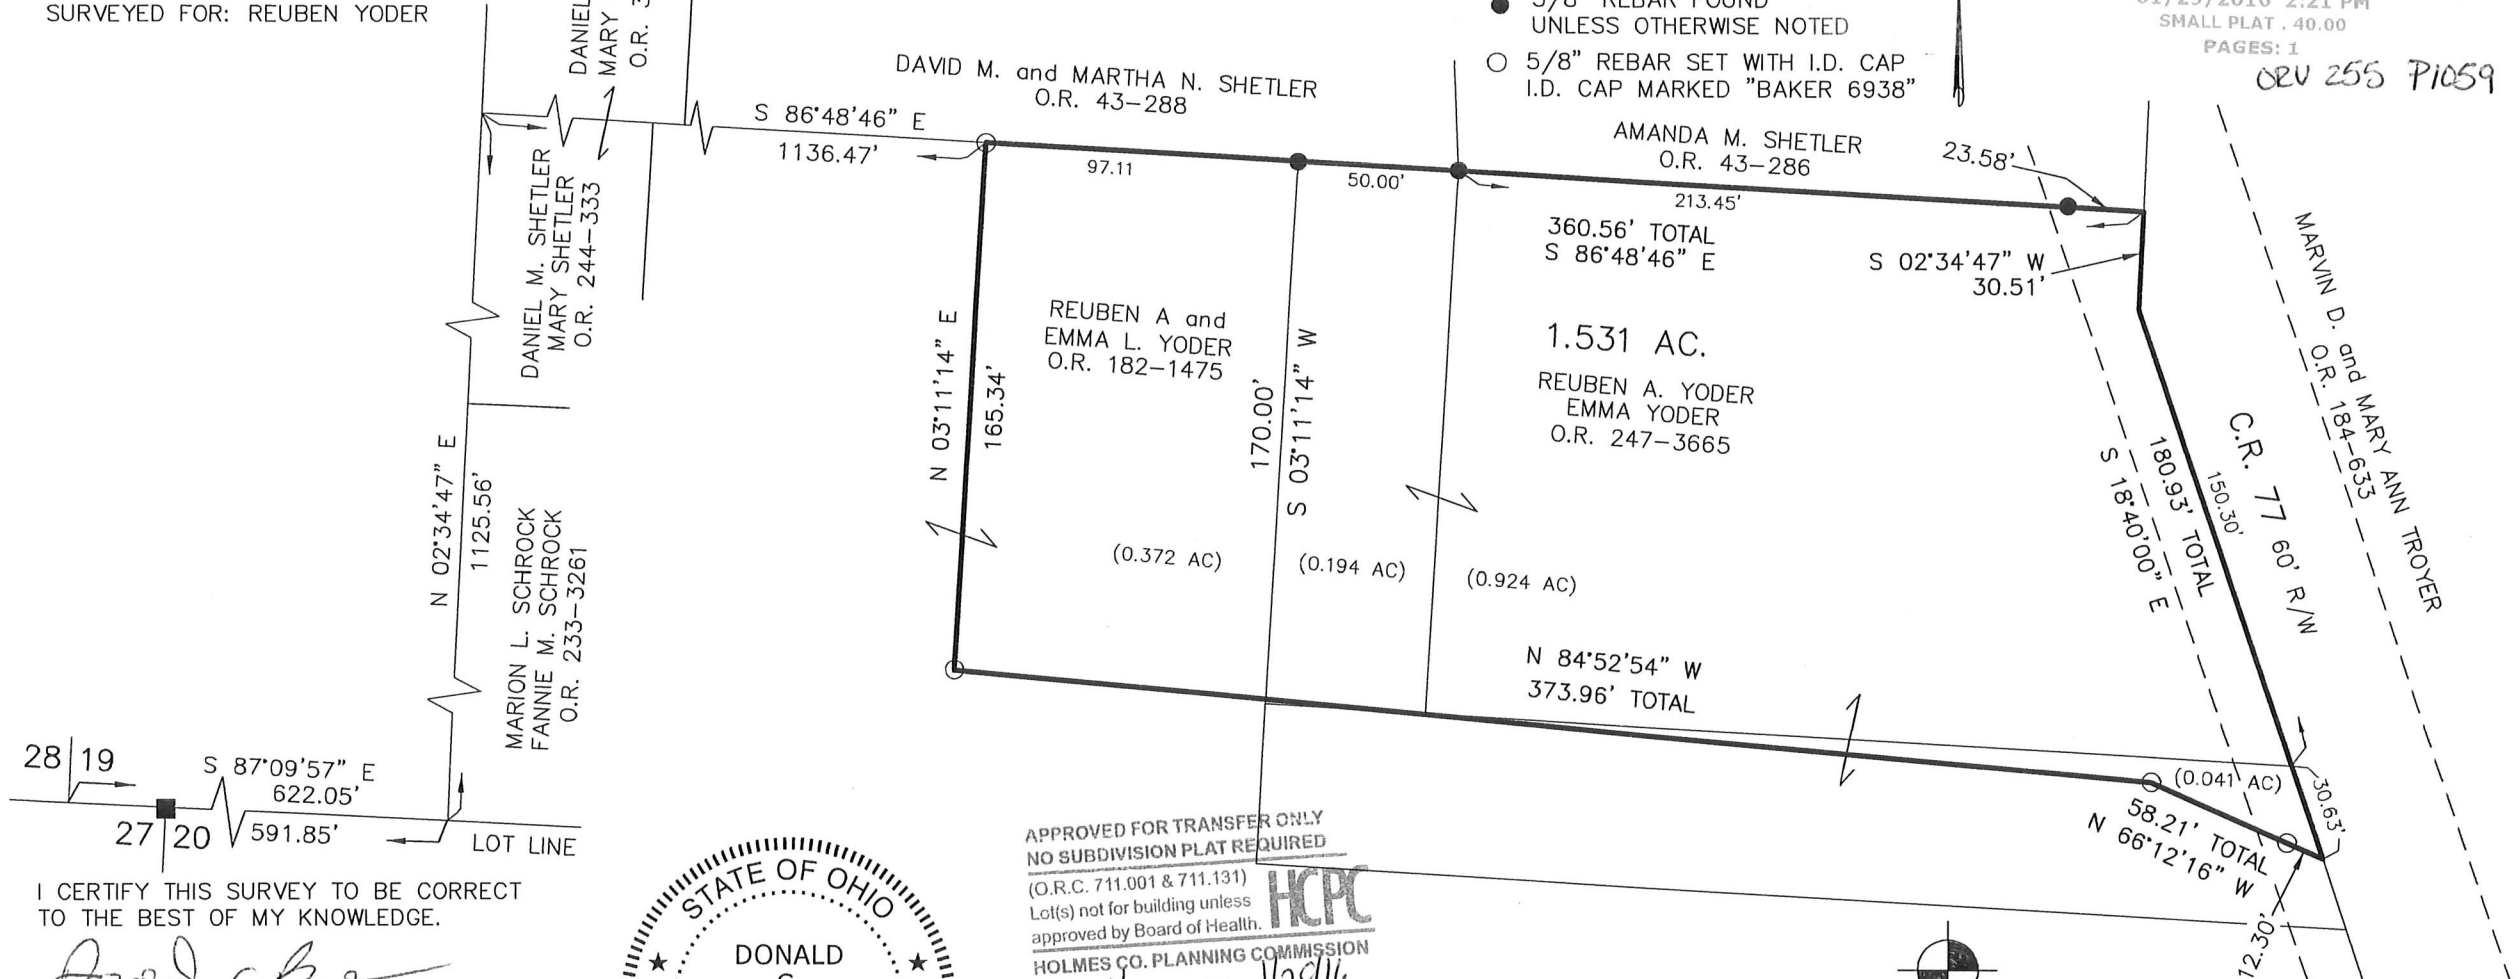 SURVEYED FOR: REUBEN YODER
DANIEL
MARY
O.R.
5/8" REBAR FOUND
UNLESS OTHERWISE NOTED
5/8" REBAR SET WITH I.D. CAP
I.D. CAP MARKED "BAKER 6938"
2:21 PM
SMALL PLAT . 40.00
PAGES: 1
ORV 255 P1059
DAVID M. and MARTHA N. SHETLER
O.R. 43-288
S 86°48'46" E
1136.47'
AMANDA M. SHETLER
O.R. 43-286
23.58'
97.11
50.00'
213.45'
360.56' TOTAL
S 86°48'46" E
S 02°34'47" W
30.51'
DANIEL M. SHETLER
MARY SHETLER
O.R. 244-333
REUBEN A and
EMMA L. YODER
O.R. 182-1475
N 03°11'14" E
165.34'
170.00'
S 03°11'14" W
1.531 AC.
REUBEN A. YODER
EMMA YODER
O.R. 247-3665
MARVIN D. and MARY ANN TROYER
O.R. 184-633
C.R. 77 60' R/W
150.30'
180.93' TOTAL
S 18°40'00" E
N 02°34'47" E
1125.56'
MARION L. SCHROCK
FANNIE M. SCHROCK
O.R. 233-3261
(0.372 AC)
(0.194 AC)
(0.924 AC)
N 84°52'54" W
373.96' TOTAL
(0.041 AC)
30.63'
58.21' TOTAL
N 66°12'16" W
12.30'
28 19
27 20
S 87°09'57" E
622.05'
591.85'
LOT LINE
I CERTIFY THIS SURVEY TO BE CORRECT
TO THE BEST OF MY KNOWLEDGE.
STATE OF OHIO
DONALD
APPROVED FOR TRANSFER ONLY
NO SUBDIVISION PLAT REQUIRED
(O.R.C. 711.001 & 711.131)
Lot(s) not for building unless
approved by Board of Health.
HCPC
HOLMES CO. PLANNING COMMISSION